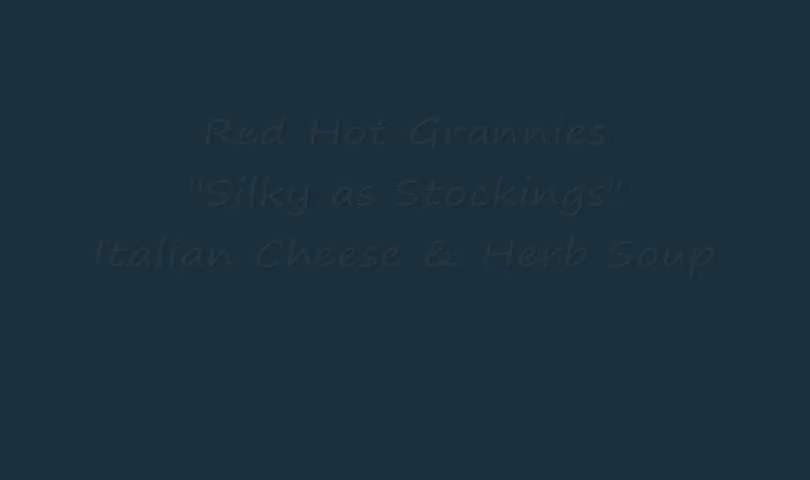 Red Hot Grannies
"Silky as Stockings"
Italian Cheese & Herb Soup